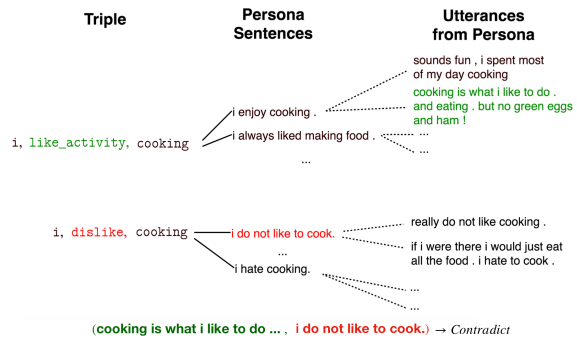 Triple
Persona
Sentences
Utterances
from Persona
sounds fun , i spent most
of my day cooking
cooking is what i like to do .
and eating . but no green eggs
and ham !
i enjoy cooking .
i always liked making food .
...
...
i, like_activity, cooking
...
i, dislike, cooking
i do not like to cook.
...
i hate cooking.
really do not like cooking .
if i were there i would just eat
all the food . i hate to cook .
...
...
(cooking is what i like to do ... , i do not like to cook.) → Contradict